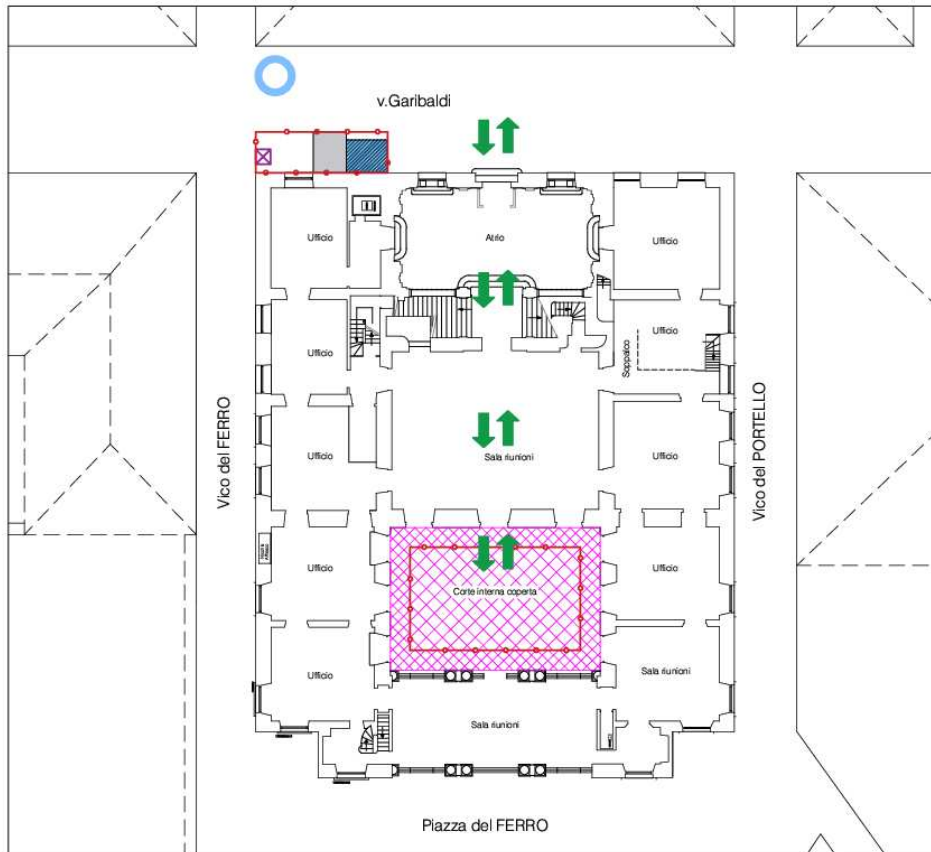 v.Garibaldi
Ufficio
Atrio
Ufficio
Ufficio
Ufficio
Soppalco
Vico del FERRO
Vico del PORTELLO
Ufficio
Sala riunioni
Ufficio
Ufficio
Corte interna coperta
Ufficio
Ufficio
Sala riunioni
Sala riunioni
Piazza del FERRO